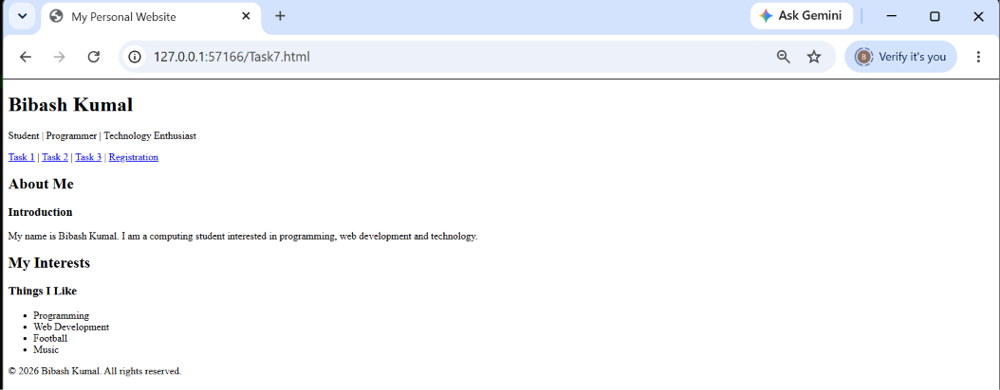 My Personal Website
Ask Gemini
127.0.0.1:57166/Task7.html
B
Verify it's you
Bibash Kumal
Student | Programmer | Technology Enthusiast
Task 1 | Task 2 | Task 3 | Registration
About Me
Introduction
My name is Bibash Kumal. I am a computing student interested in programming, web development and technology.
My Interests
Things I Like
• Programming
• Web Development
• Football
• Music
© 2026 Bibash Kumal. All rights reserved.